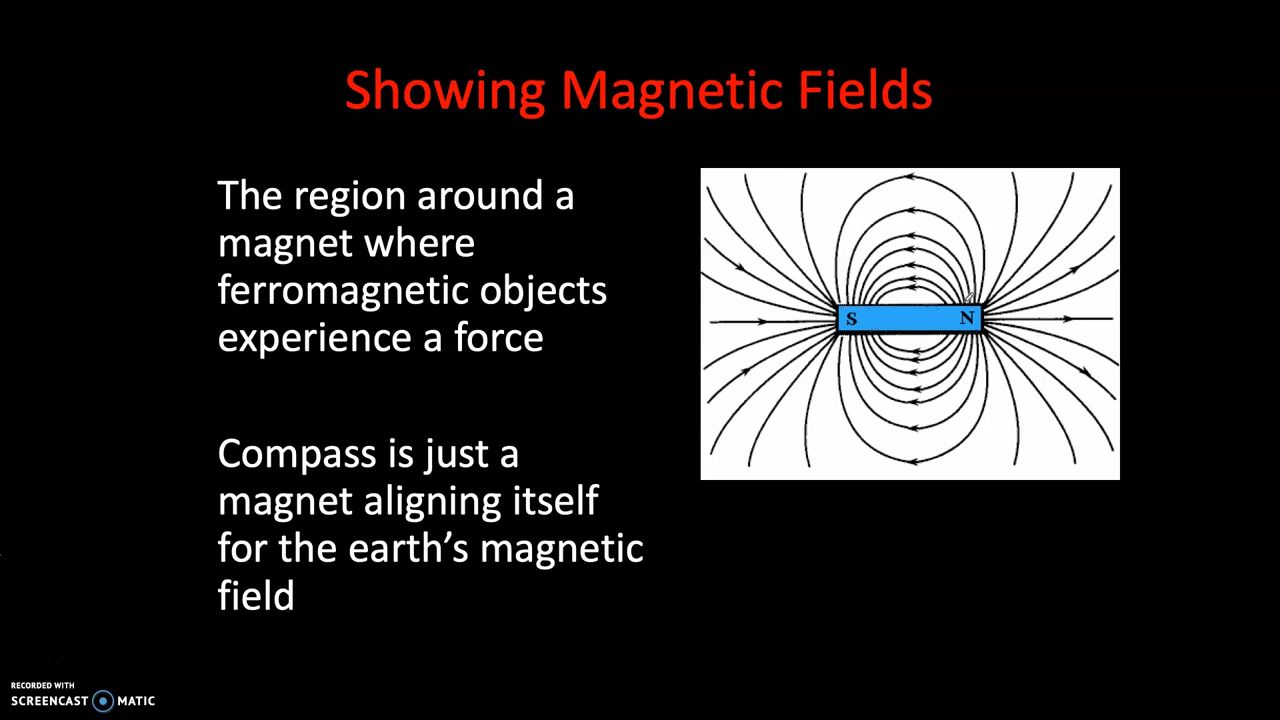 Showing Magnetic Fields
The region around a
magnet where
ferromagnetic objects
experience a force
Compass is just a
magnet aligning itself
for the earth’s magnetic
field
S N
RECORDED WITH
SCREENCAST MATIC